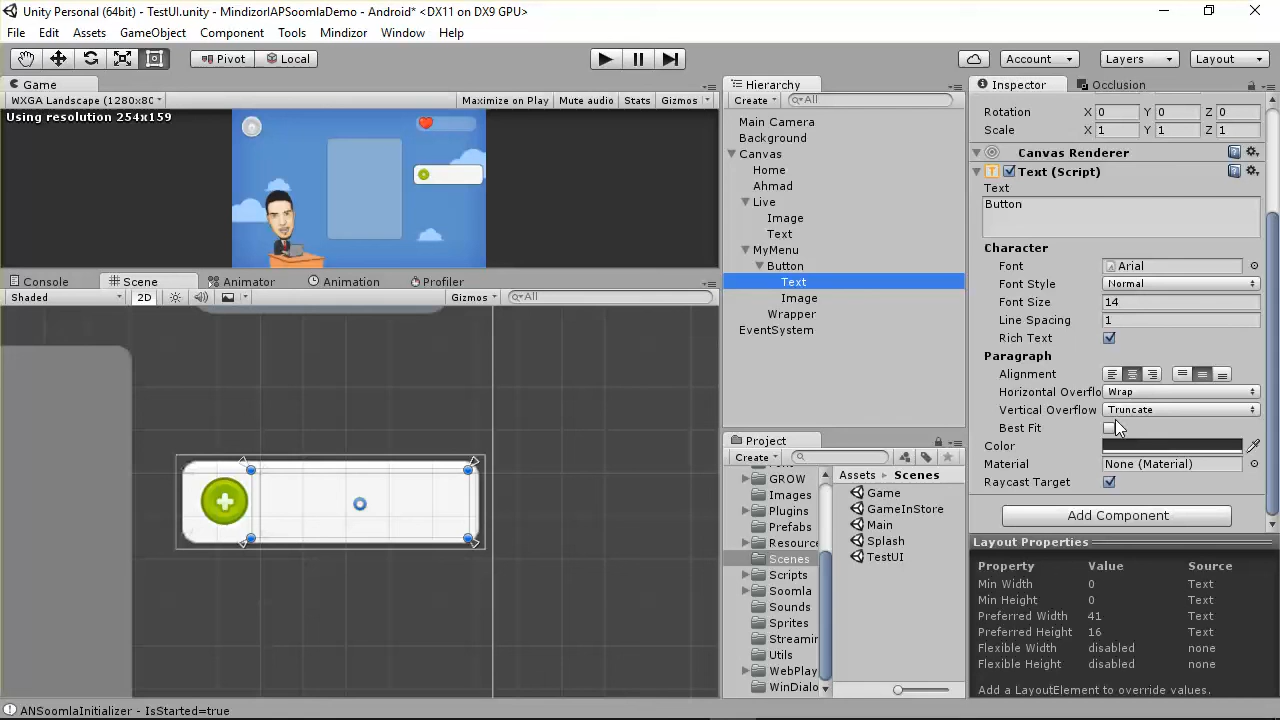 Unity Personal (64bit) - TestUI.unity - MindizorIAPSoomlaDemo - Android* <DX11 on DX9 GPU>
File Edit Assets GameObject Component Tools Mindizor Window Help
Pivot Local Account Layers Layout
Game
WXGA Landscape (1280x80 Maximize on Play Mute audio Stats Gizmos
Using resolution 254x159
Console Scene Animator Animation Profiler
Shaded 2D Gizmos All
Hierarchy
Create All
Main Camera
Background
Canvas
Home
Ahmad
Live
Image
Text
MyMenu
Button
Text
Image
Wrapper
EventSystem
Project
Create
GROW
Images
Plugins
Prefabs
Resource
Scenes
Scripts
Soomla
Sounds
Sprites
Streamin
Utils
WebPlay
WinDialo
Assets Scenes
Game
GameInStore
Main
Splash
TestUI
Inspector Occlusion
Rotation X 0 Y 0 Z 0
Scale X 1 Y 1 Z 1
Canvas Renderer
Text (Script)
Text
Button
Character
Font Arial
Font Style Normal
Font Size 14
Line Spacing 1
Rich Text
Paragraph
Alignment
Horizontal Overflo Wrap
Vertical Overflow Truncate
Best Fit
Color
Material None (Material)
Raycast Target
Add Component
Layout Properties
Property Value Source
Min Width 0 Text
Min Height 0 Text
Preferred Width 41 Text
Preferred Height 16 Text
Flexible Width disabled none
Flexible Height disabled none
Add a LayoutElement to override values.
ANSoomlaInitializer - IsStarted=true